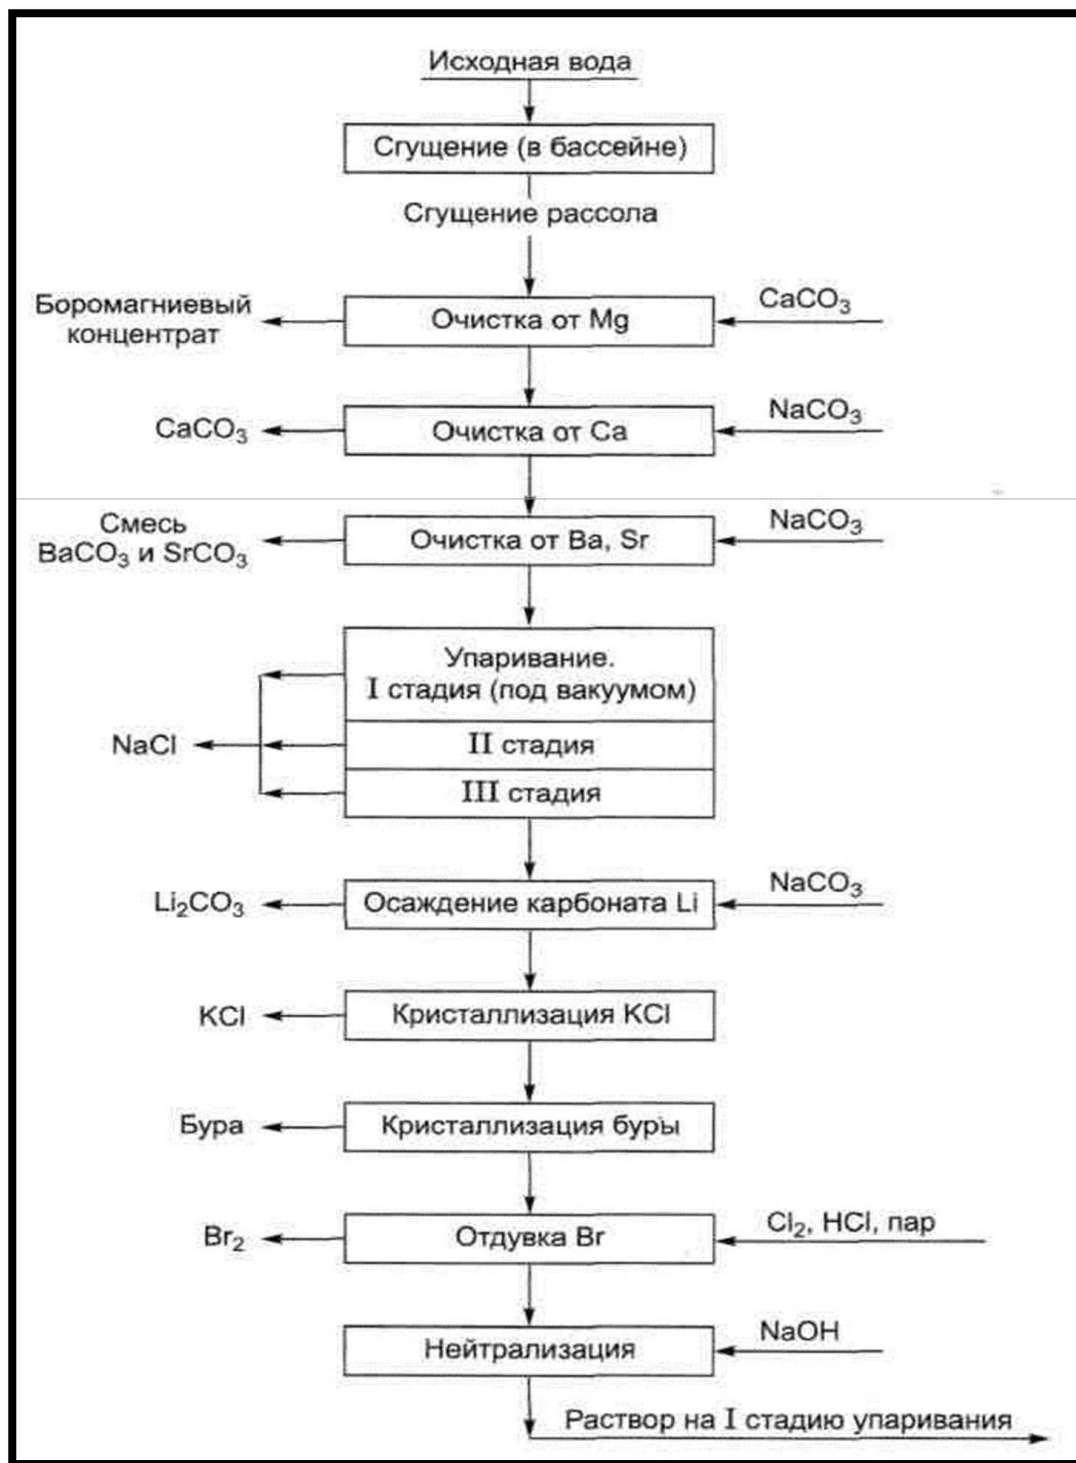 Исходная вода
Сгущение (в бассейне)
Сгущение рассола
Боромагниевый
концентрат
Очистка от Mg
CaCO₃
CaCO₃
Очистка от Ca
NaCO₃
Смесь
BaCO₃ и SrCO₃
Очистка от Ba, Sr
NaCO₃
Упаривание.
I стадия (под вакуумом)
NaCl
II стадия
III стадия
Li₂CO₃
Осаждение карбоната Li
NaCO₃
KCl
Кристаллизация KCl
Бура
Кристаллизация буры
Br₂
Отдувка Br
Cl₂, HCl, пар
Нейтрализация
NaOH
Раствор на I стадию упаривания